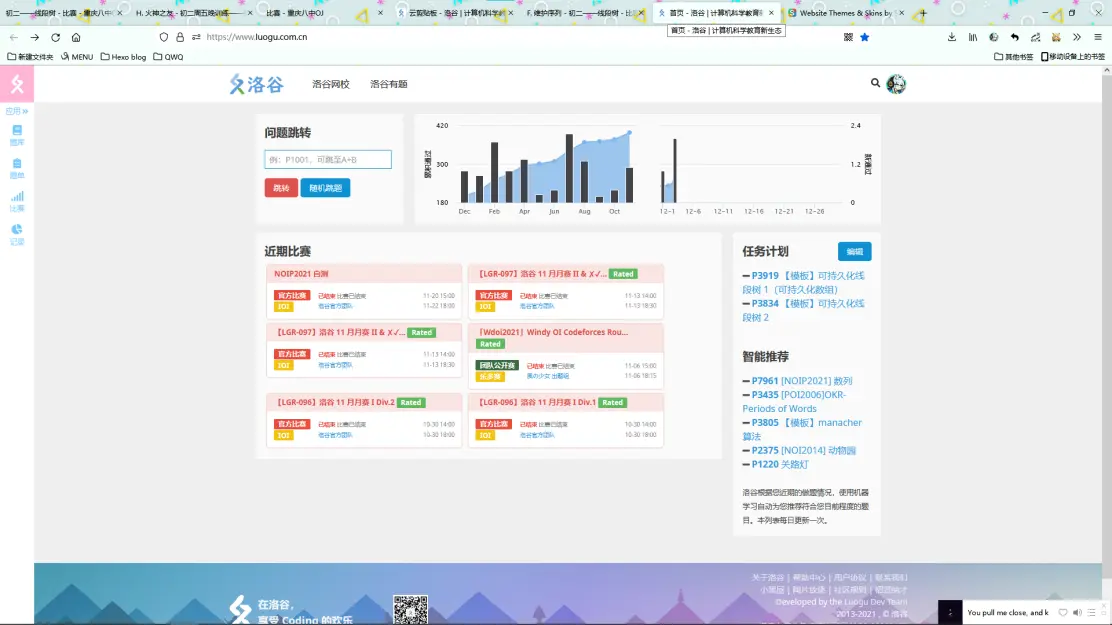 初二——线段树 - 比赛 - 重庆八中
H. 火神之友 - 初二周五晚训练——
比赛 - 重庆八中OJ
云剪贴板 - 洛谷 | 计算机科学
F. 维护序列 - 初二——线段树 - 比
首页 - 洛谷 | 计算机科学教育新
Website Themes & Skins by
https://www.luogu.com.cn
首页 - 洛谷 | 计算机科学教育新生态
新建文件夹 MENU Hexo blog QWQ
其他书签 移动设备上的书签
洛谷 洛谷网校 洛谷有题
应用 »
题库
题单
比赛
记录
问题跳转
例：P1001，可跳至A+B
跳转 随机跳题
累积通过
420
300
180
Dec Feb Apr Jun Aug Oct
12-1 12-6 12-11 12-16 12-21 12-26
2.4
1.2
0
近期比赛
NOIP2021 自测
官方比赛 已结束 比赛已结束 11-20 15:00
IOI 洛谷官方团队 11-22 18:00
【LGR-097】洛谷 11 月月赛 II & X√... Rated
官方比赛 已结束 比赛已结束 11-13 14:00
IOI 洛谷官方团队 11-13 18:30
【LGR-097】洛谷 11 月月赛 II & X√... Rated
官方比赛 已结束 比赛已结束 11-13 14:00
IOI 洛谷官方团队 11-13 18:30
「Wdoi2021」Windy OI Codeforces Rou...
Rated
团队公开赛 已结束 比赛已结束 11-06 15:00
乐多赛 11-06 18:15
【LGR-096】洛谷 11 月月赛 I Div.2 Rated
官方比赛 已结束 比赛已结束 10-30 14:00
IOI 洛谷官方团队 10-30 18:00
【LGR-096】洛谷 11 月月赛 I Div.1 Rated
官方比赛 已结束 比赛已结束 10-30 14:00
IOI 洛谷官方团队 10-30 18:00
任务计划 编辑
P3919 【模板】可持久化线
段树 1（可持久化数组）
P3834 【模板】可持久化线
段树 2
智能推荐
P7961 [NOIP2021] 数列
P3435 [POI2006]OKR-
Periods of Words
P3805 【模板】manacher
算法
P2375 [NOI2014] 动物园
P1220 关路灯
洛谷根据您近期的做题情况，使用机器
学习自动为您推荐符合您目前程度的题
目。本列表每日更新一次。
在洛谷，
享受 Coding 的欢乐
关于洛谷 | 帮助中心 | 用户协议 | 联系我们
小黑屋 | 陶片放逐 | 社区规则 | 招贤纳才
Developed by the Luogu Dev Team
2013-2021 , © 洛谷
You pull me close, and k